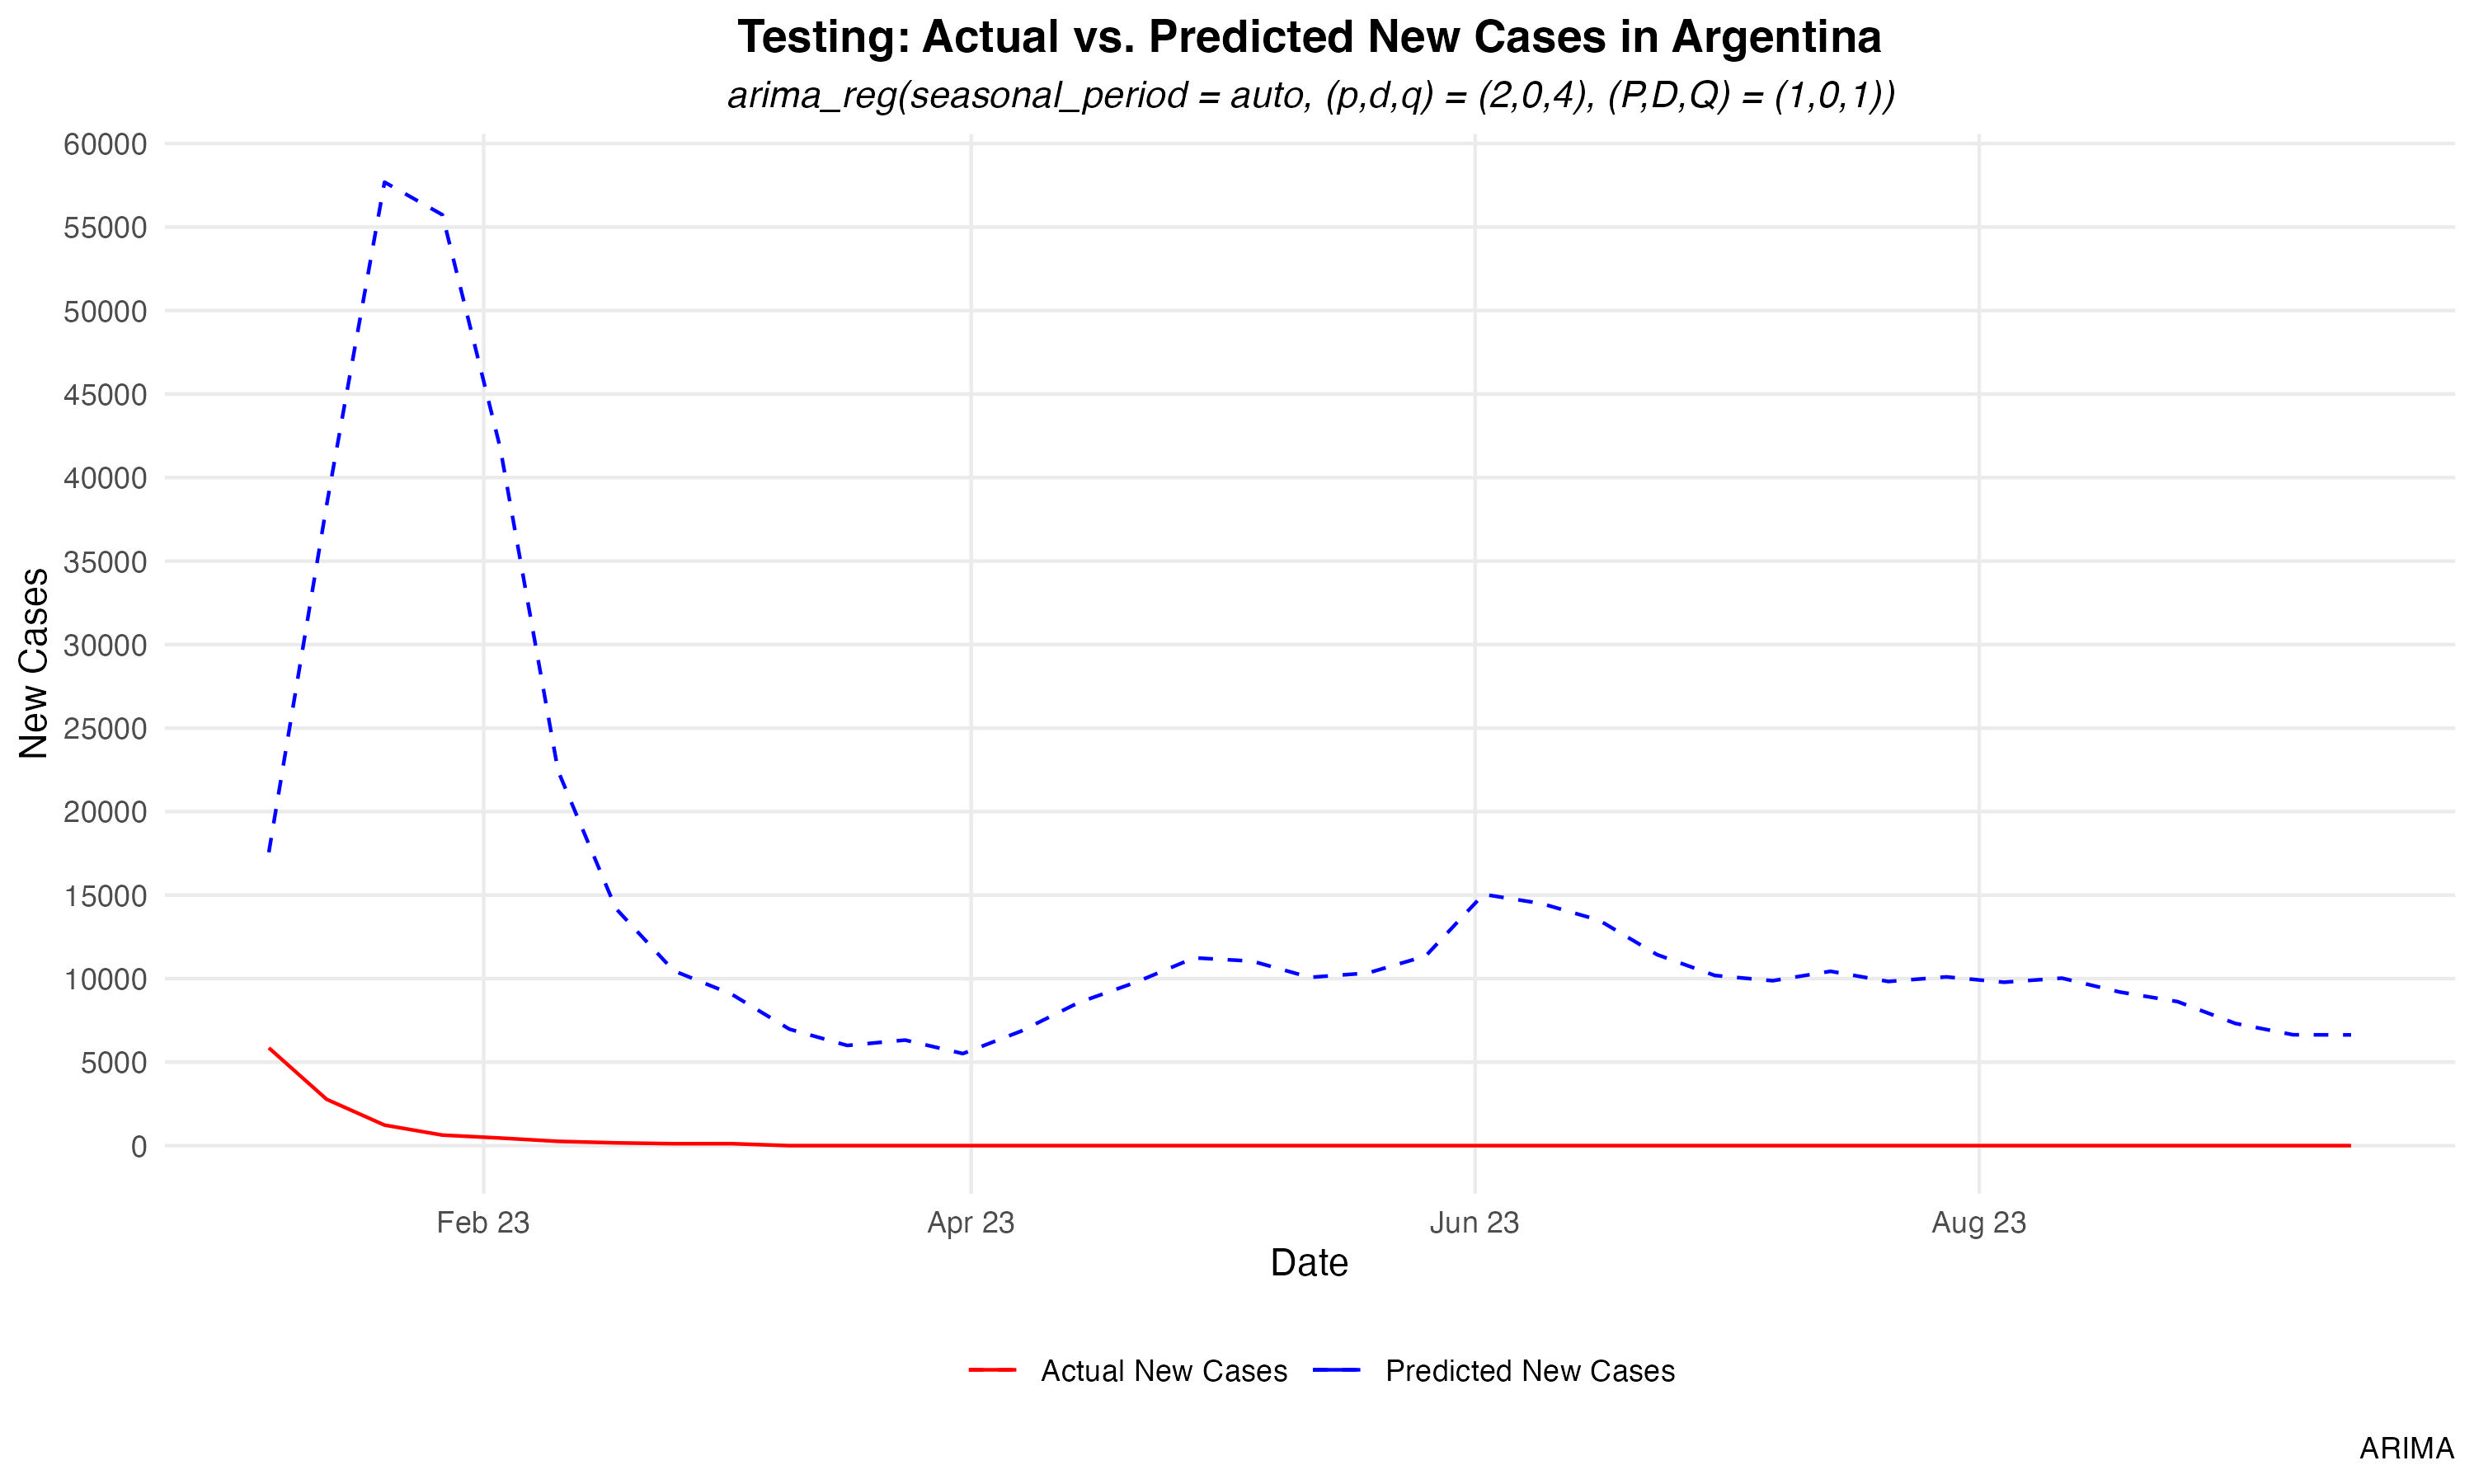 Testing: Actual vs. Predicted New Cases in Argentina
arima_reg(seasonal_period = auto, (p,d,q) = (2,0,4), (P,D,Q) = (1,0,1))
60000
55000
50000
45000
40000
35000
30000
25000
20000
15000
10000
5000
0
New Cases
Feb 23 Apr 23 Jun 23 Aug 23
Date
Actual New Cases Predicted New Cases
ARIMA